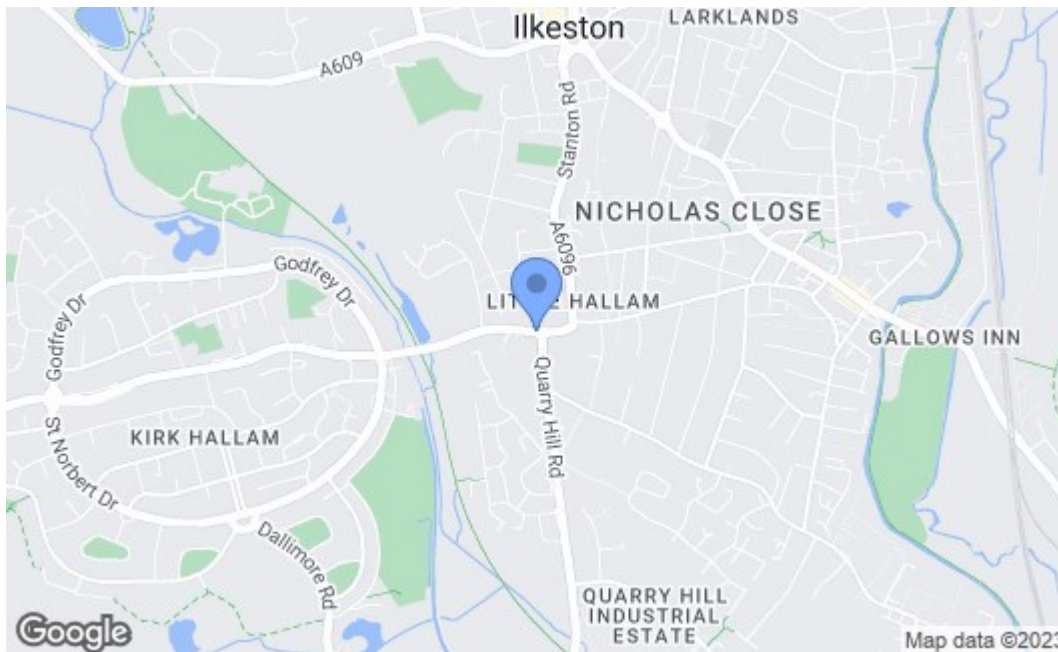 Ilkeston
LARKLANDS
A609
Stanton Rd
NICHOLAS CLOSE
A6096
Godfrey Dr
HALLAM
Godfrey Dr
GALLOWS INN
Quarry Hill Rd
KIRK HALLAM
St Norbert Dr
Dallimore Rd
QUARRY HILL
INDUSTRIAL
ESTATE
Google
Map data ©2023